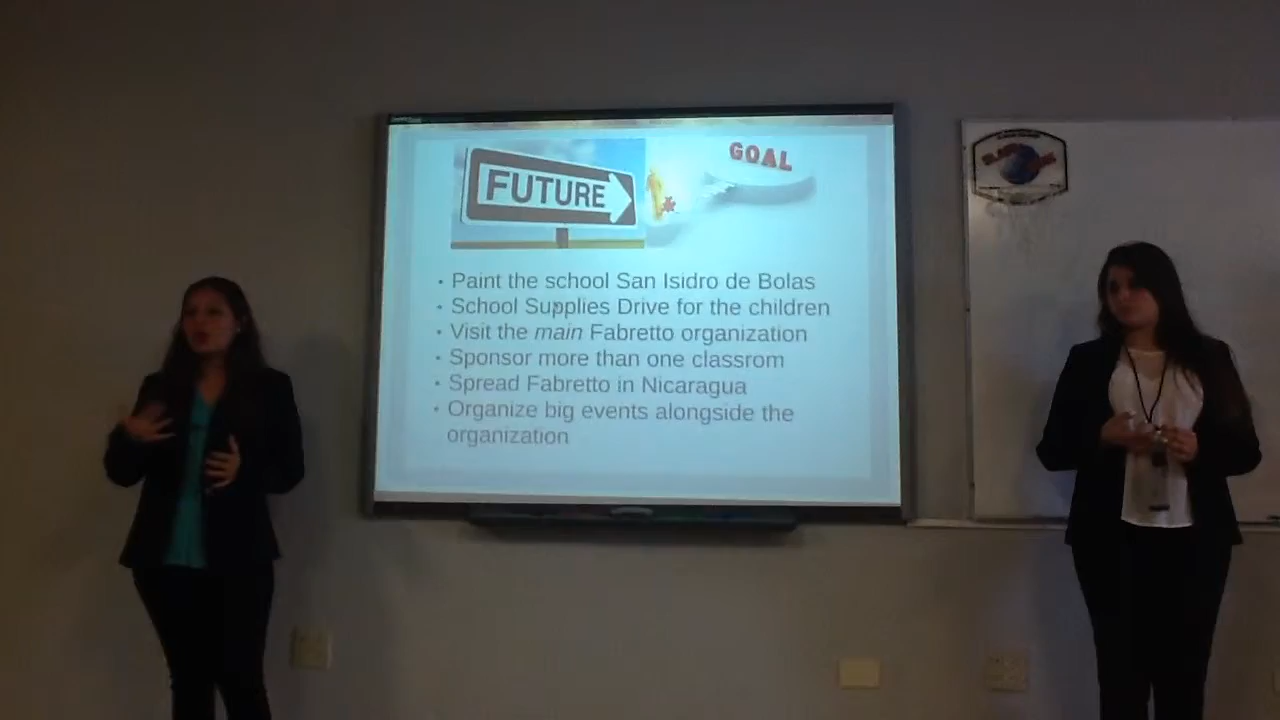 FUTURE
GOAL
• Paint the school San Isidro de Bolas
• School Supplies Drive for the children
• Visit the main Fabretto organization
• Sponsor more than one classrom
• Spread Fabretto in Nicaragua
• Organize big events alongside the
organization